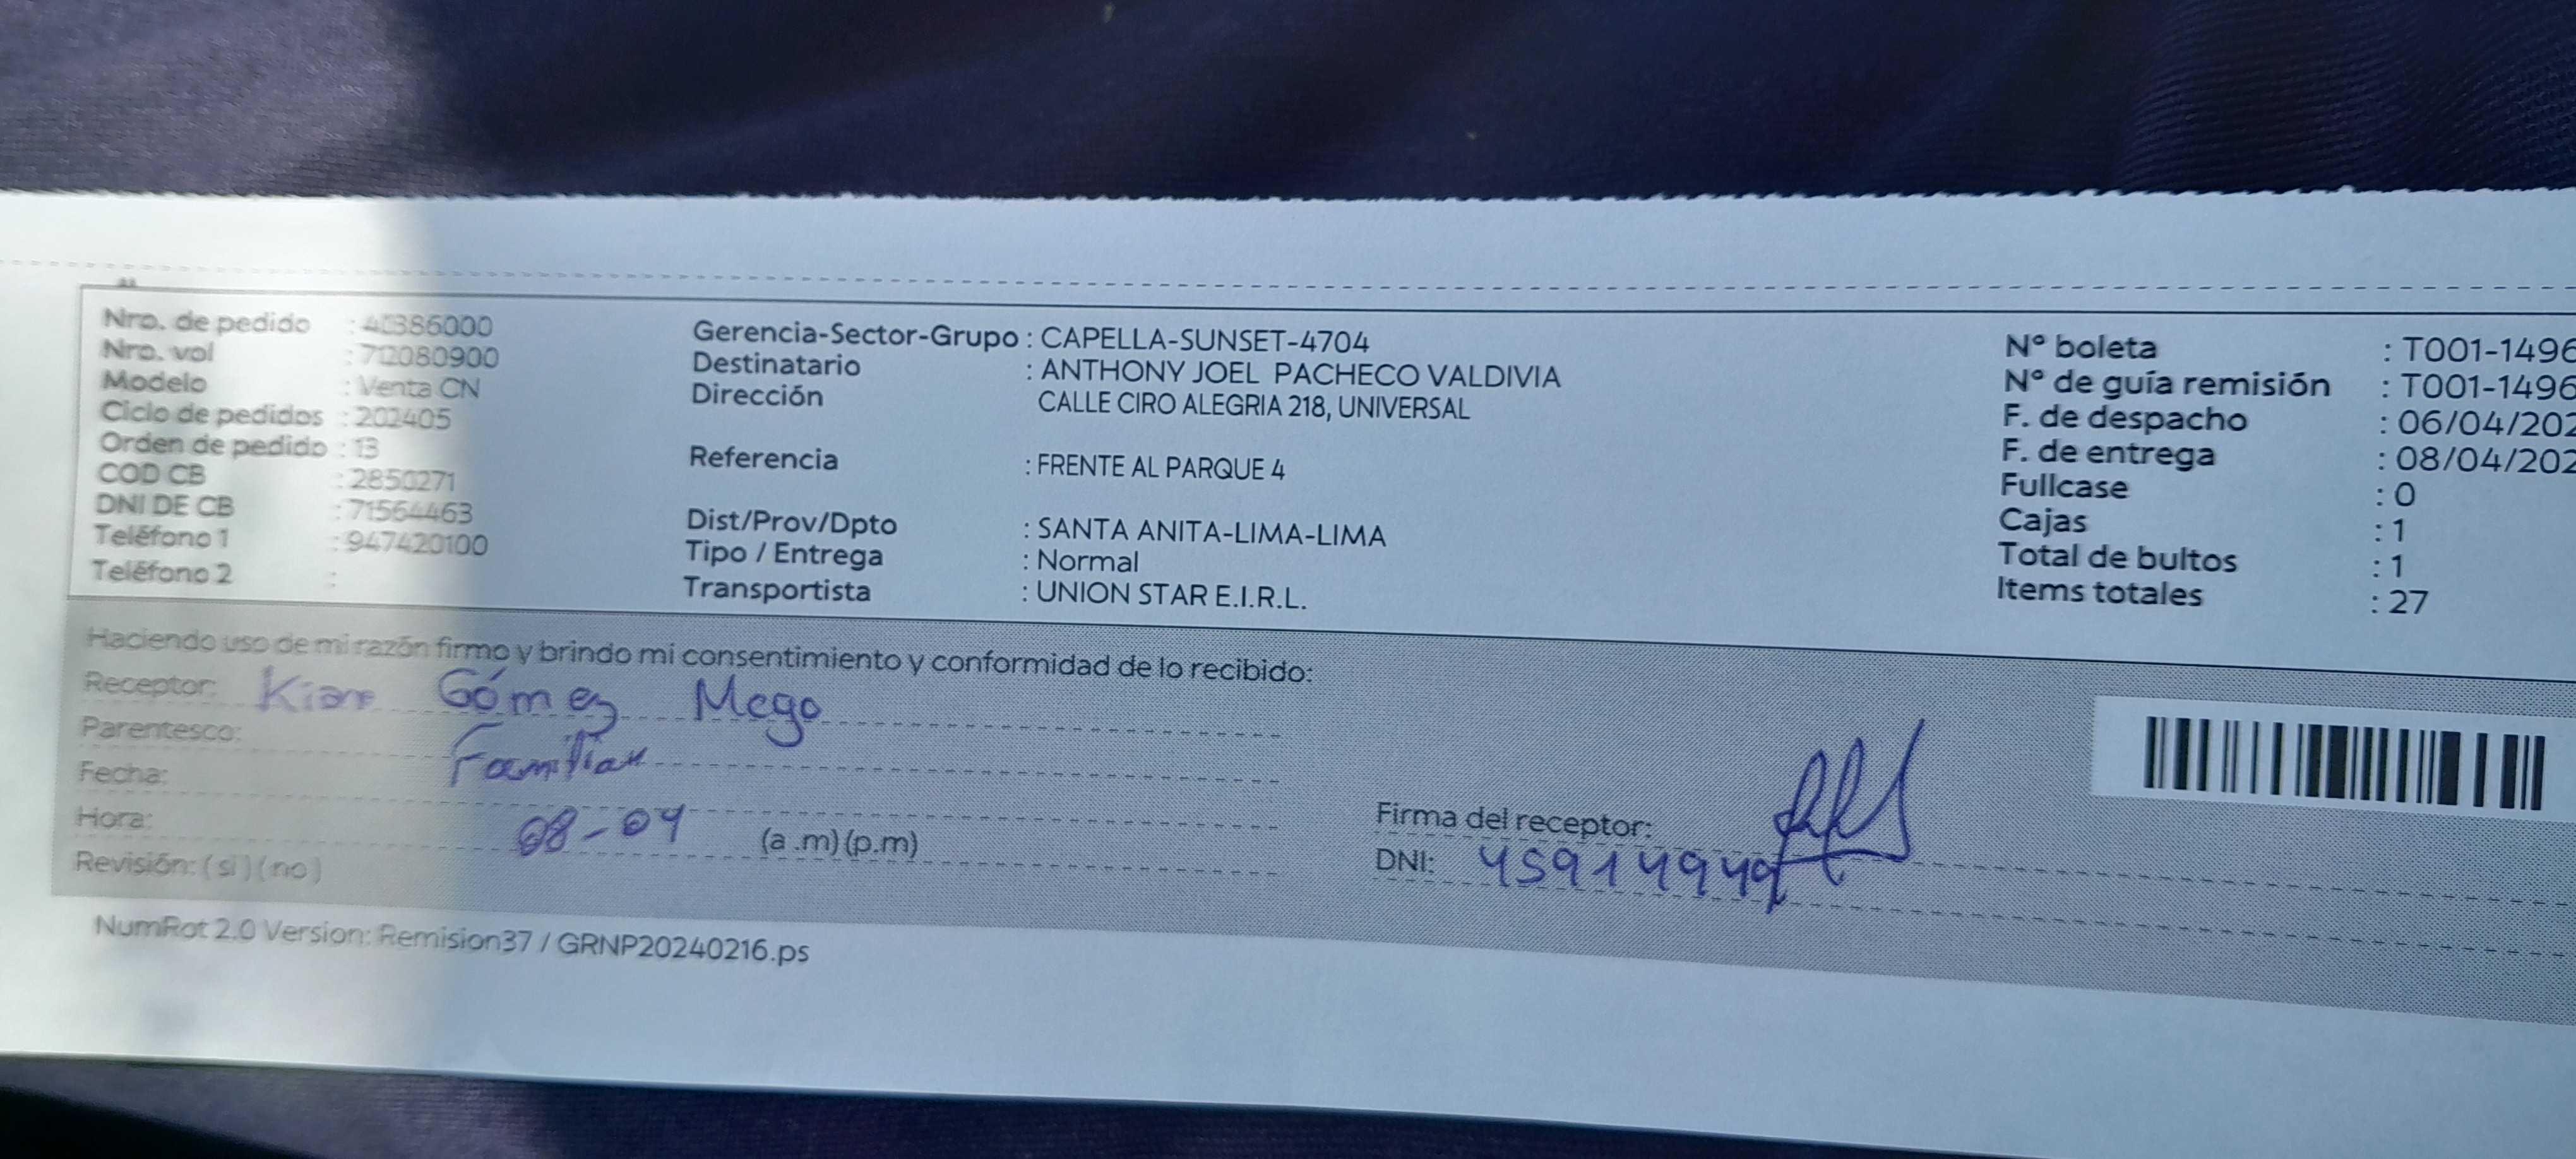 Nro. de pedido : 40386000
Nro. vol : 712080900
Modelo : Venta CN
Ciclo de pedidos : 202405
Orden de pedido : 13
COD CB : 2850271
DNI DE CB : 71564463
Teléfono 1 : 947420100
Teléfono 2 :
Gerencia-Sector-Grupo : CAPELLA-SUNSET-4704
Destinatario : ANTHONY JOEL PACHECO VALDIVIA
Dirección CALLE CIRO ALEGRIA 218, UNIVERSAL
Referencia : FRENTE AL PARQUE 4
Dist/Prov/Dpto : SANTA ANITA-LIMA-LIMA
Tipo / Entrega : Normal
Transportista : UNION STAR E.I.R.L.
N° boleta : T001-1496
N° de guía remisión : T001-1496
F. de despacho : 06/04/202
F. de entrega : 08/04/202
Fullcase : 0
Cajas : 1
Total de bultos : 1
Items totales : 27
Haciendo uso de mi razón firmo y brindo mi consentimiento y conformidad de lo recibido:
Receptor: Gómez Mego
Parentesco: Familiar
Fecha:
Hora: 08-04 (a .m) (p.m)
Revisión: ( si ) ( no )
Firma del receptor:
DNI: 45914949
NumRot 2.0 Version: Remision37 / GRNP20240216.ps